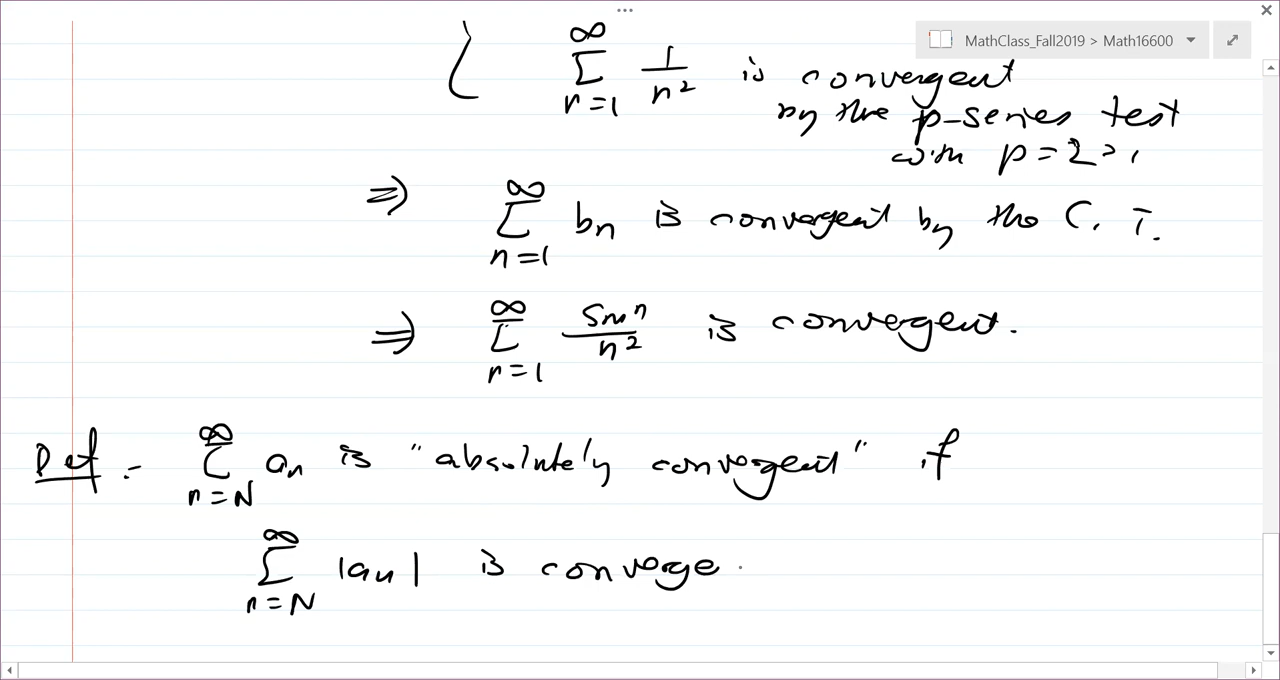 MathClass_Fall2019 > Math16600
∞ Σ n=1 1/n² is convergent
by the p-series test
with p=2>1
⇒ ∞ Σ n=1 bn is convergent by the C.T.
⇒ ∞ Σ n=1 sin n/n² is convergent.
Def: ∞ Σ n=N an is "absolutely convergent" if
∞ Σ n=N |an| is converge